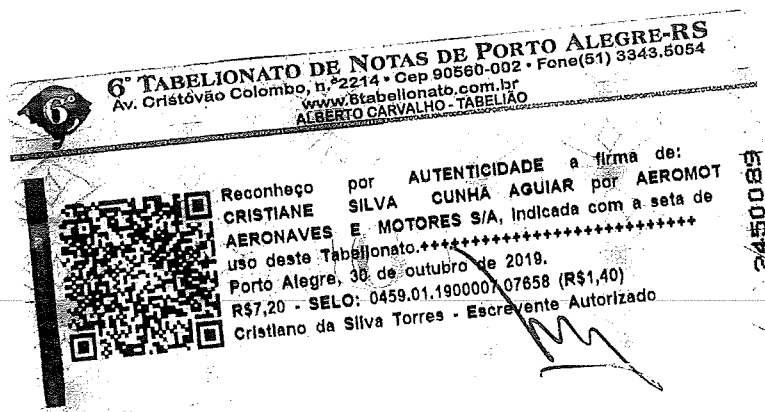 6º TABELIONATO DE NOTAS DE PORTO ALEGRE-RS
Av. Cristóvão Colombo, n.º2214 • Cep 90560-002 • Fone(51) 3343.5054
www.6tabelionato.com.br
ALBERTO CARVALHO - TABELIÃO
6º
Reconheço por AUTENTICIDADE a firma de:
CRISTIANE SILVA CUNHA AGUIAR por AEROMOT
AERONAVES E MOTORES S/A, indicada com a seta de
uso deste Tabelionato.++++++++++++++++++++++++++++
Porto Alegre, 30 de outubro de 2019.
R$7,20 - SELO: 0459.01.1900007.07658 (R$1,40)
Cristiano da Silva Torres - Escrevente Autorizado